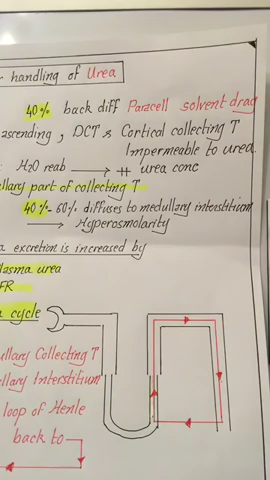 handling of Urea
40% back diff Paracell solvent drag
ascending, DCT & Cortical collecting T
Impermeable to urea
H2O reab → ++ urea conc
ullary part of collecting T
40% - 60% diffuses to medullary interstitium
→ Hyperosmolarity
excretion is increased by
lasma urea
FR
cycle
ullary Collecting T
llary Interstitium
loop of Henle
back to